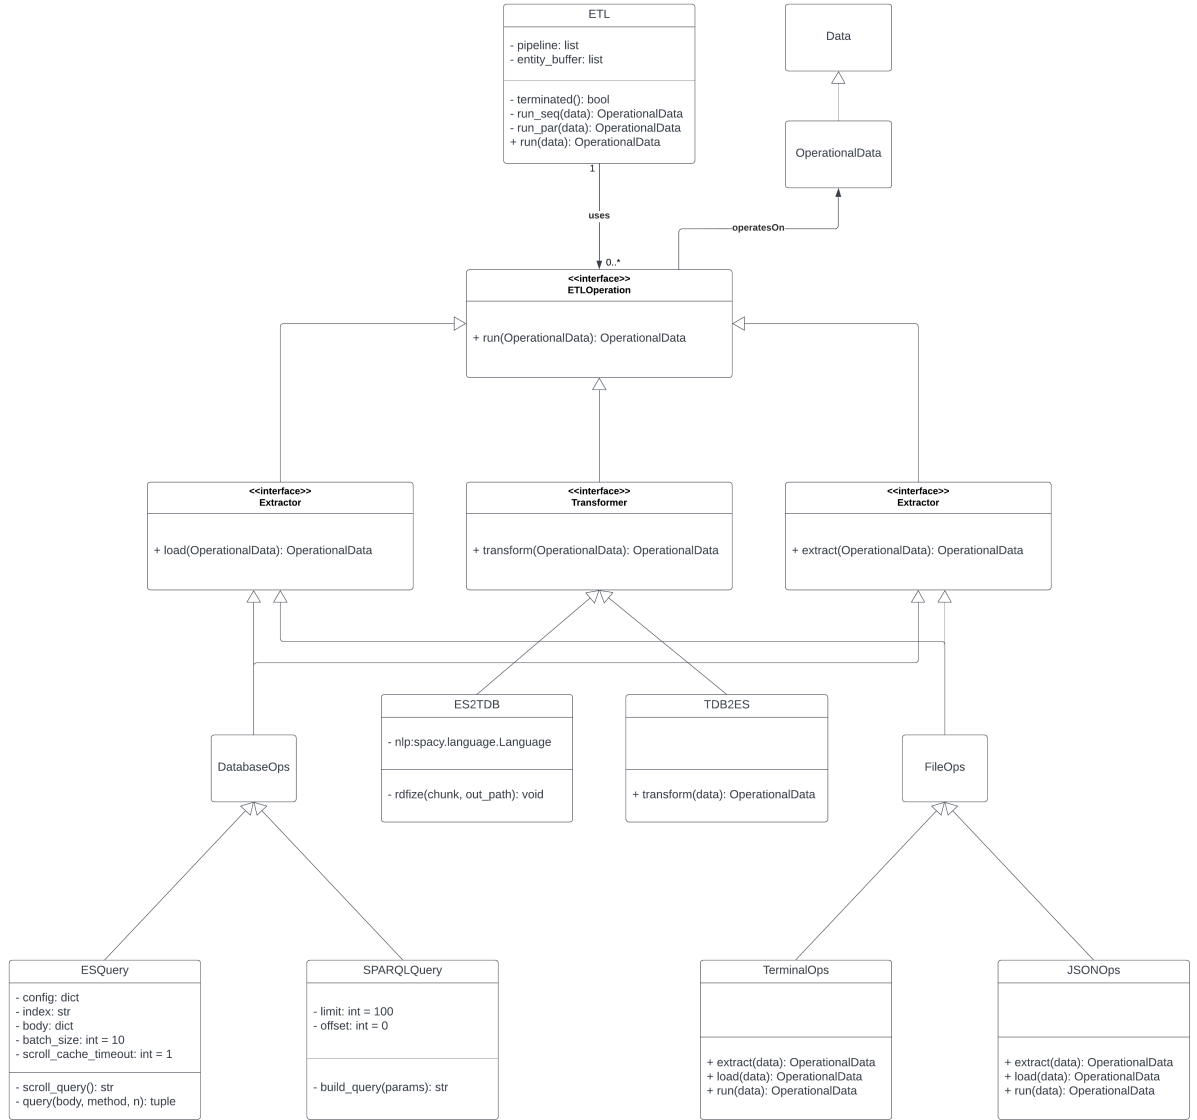 ETL
- pipeline: list
- entity_buffer: list
- terminated(): bool
- run_seq(data): OperationalData
- run_par(data): OperationalData
+ run(data): OperationalData
Data
OperationalData
1
uses
0..*
operatesOn
<<interface>>
ETLOperation
+ run(OperationalData): OperationalData
<<interface>>
Extractor
+ load(OperationalData): OperationalData
<<interface>>
Transformer
+ transform(OperationalData): OperationalData
<<interface>>
Extractor
+ extract(OperationalData): OperationalData
DatabaseOps
ES2TDB
- nlp:spacy.language.Language
- rdfize(chunk, out_path): void
TDB2ES
+ transform(data): OperationalData
FileOps
ESQuery
- config: dict
- index: str
- body: dict
- batch_size: int = 10
- scroll_cache_timeout: int = 1
- scroll_query(): str
- query(body, method, n): tuple
SPARQLQuery
- limit: int = 100
- offset: int = 0
- build_query(params): str
TerminalOps
+ extract(data): OperationalData
+ load(data): OperationalData
+ run(data): OperationalData
JSONOps
+ extract(data): OperationalData
+ load(data): OperationalData
+ run(data): OperationalData